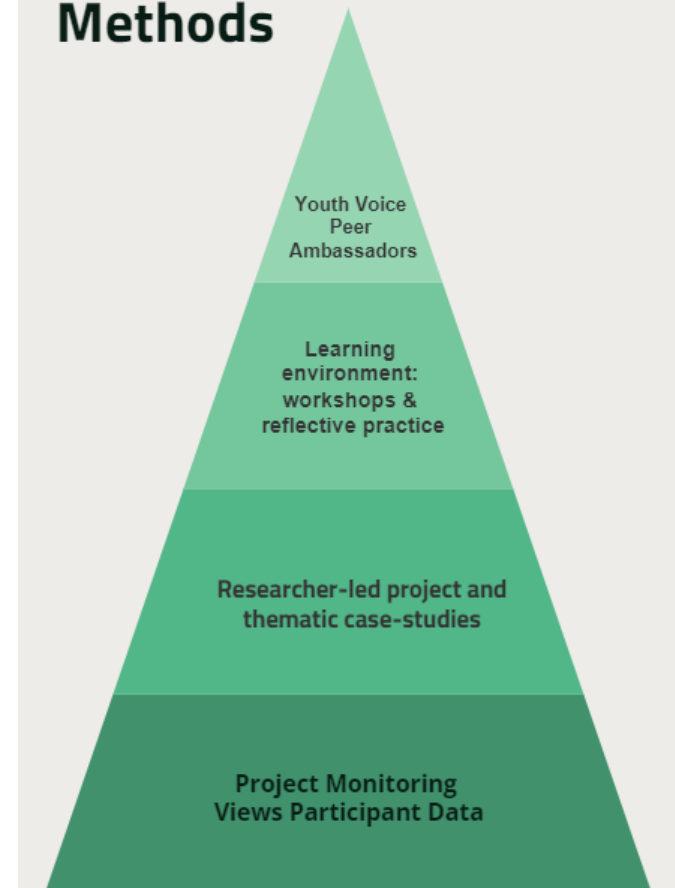 Methods
Youth Voice
Peer
Ambassadors
Learning
environment:
workshops &
reflective practice
Researcher-led project and
thematic case-studies
Project Monitoring
Views Participant Data